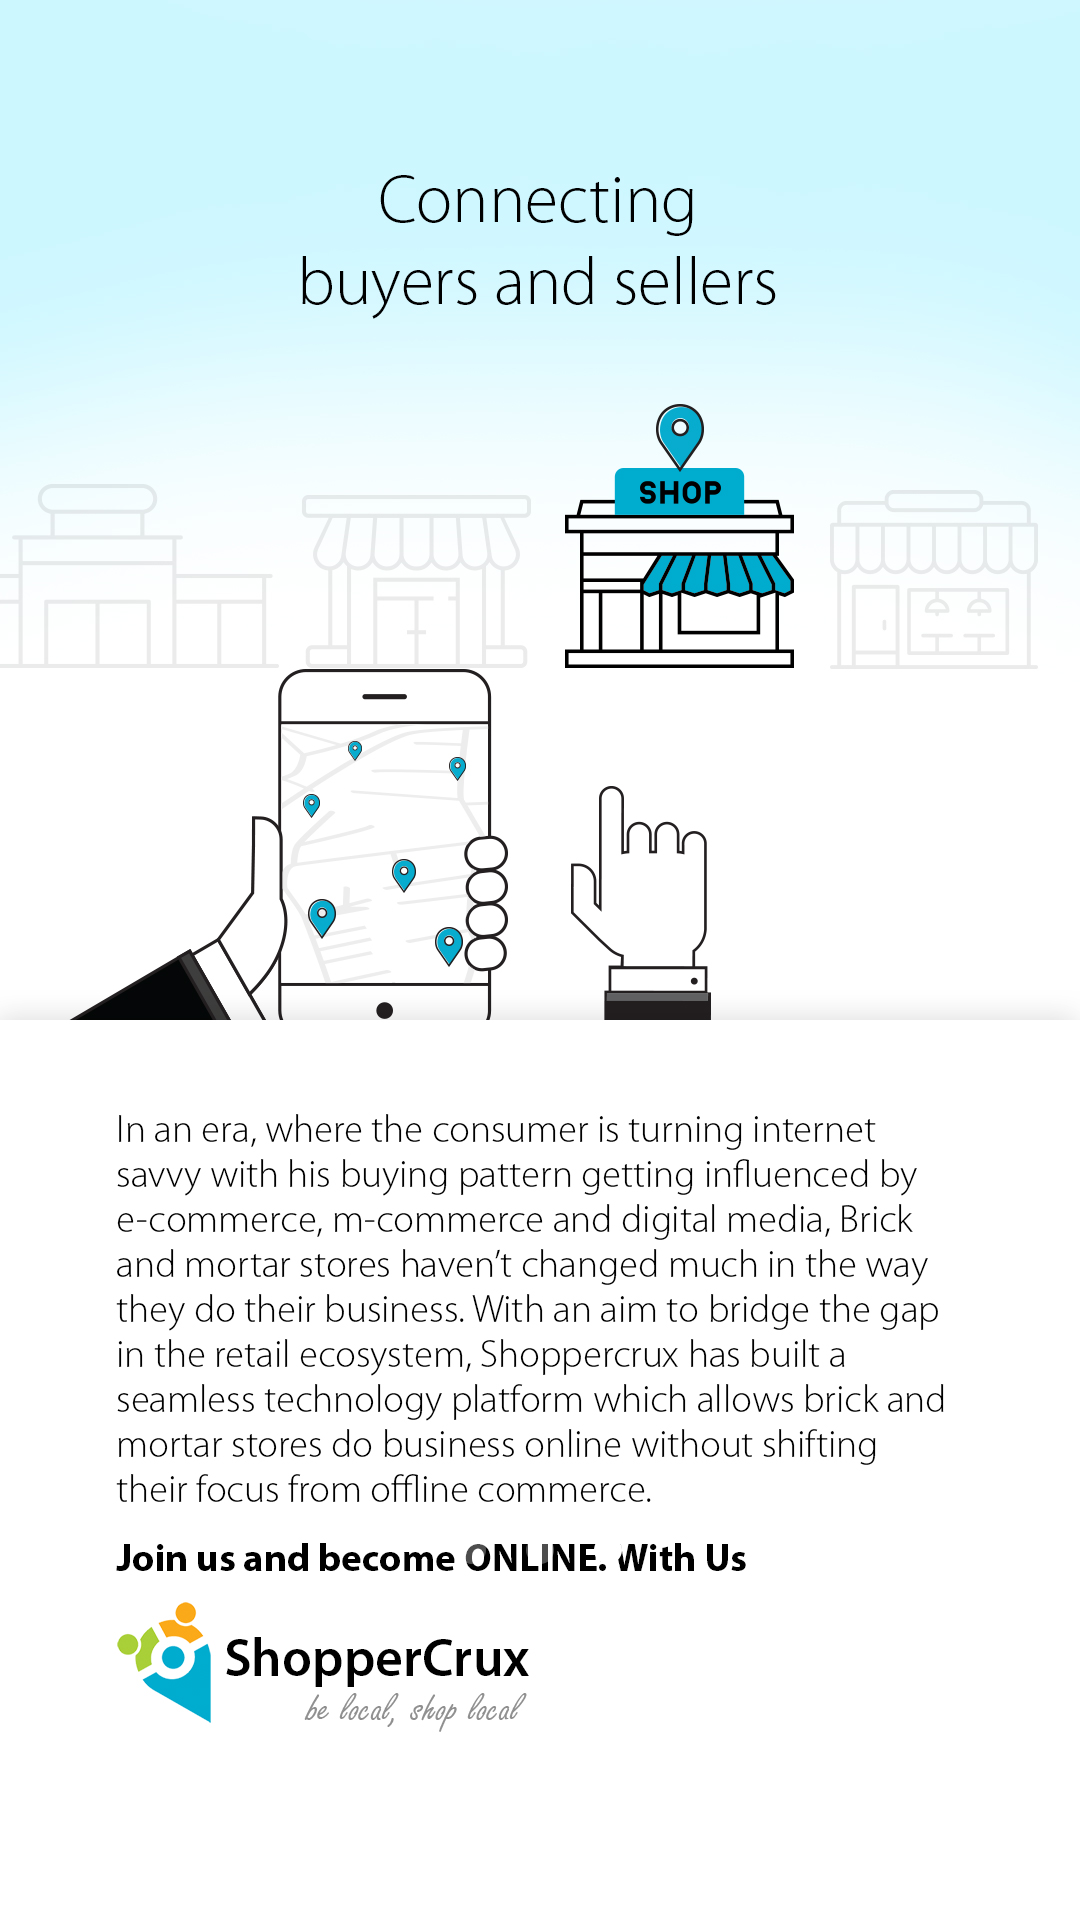 Connecting
buyers and sellers
SHOP
In an era, where the consumer is turning internet
savvy with his buying pattern getting influenced by
e-commerce, m-commerce and digital media, Brick
and mortar stores haven’t changed much in the way
they do their business. With an aim to bridge the gap
in the retail ecosystem, Shoppercrux has built a
seamless technology platform which allows brick and
mortar stores do business online without shifting
their focus from offline commerce.
Join us and become ONLINE. With Us
ShopperCrux
be local, shop local